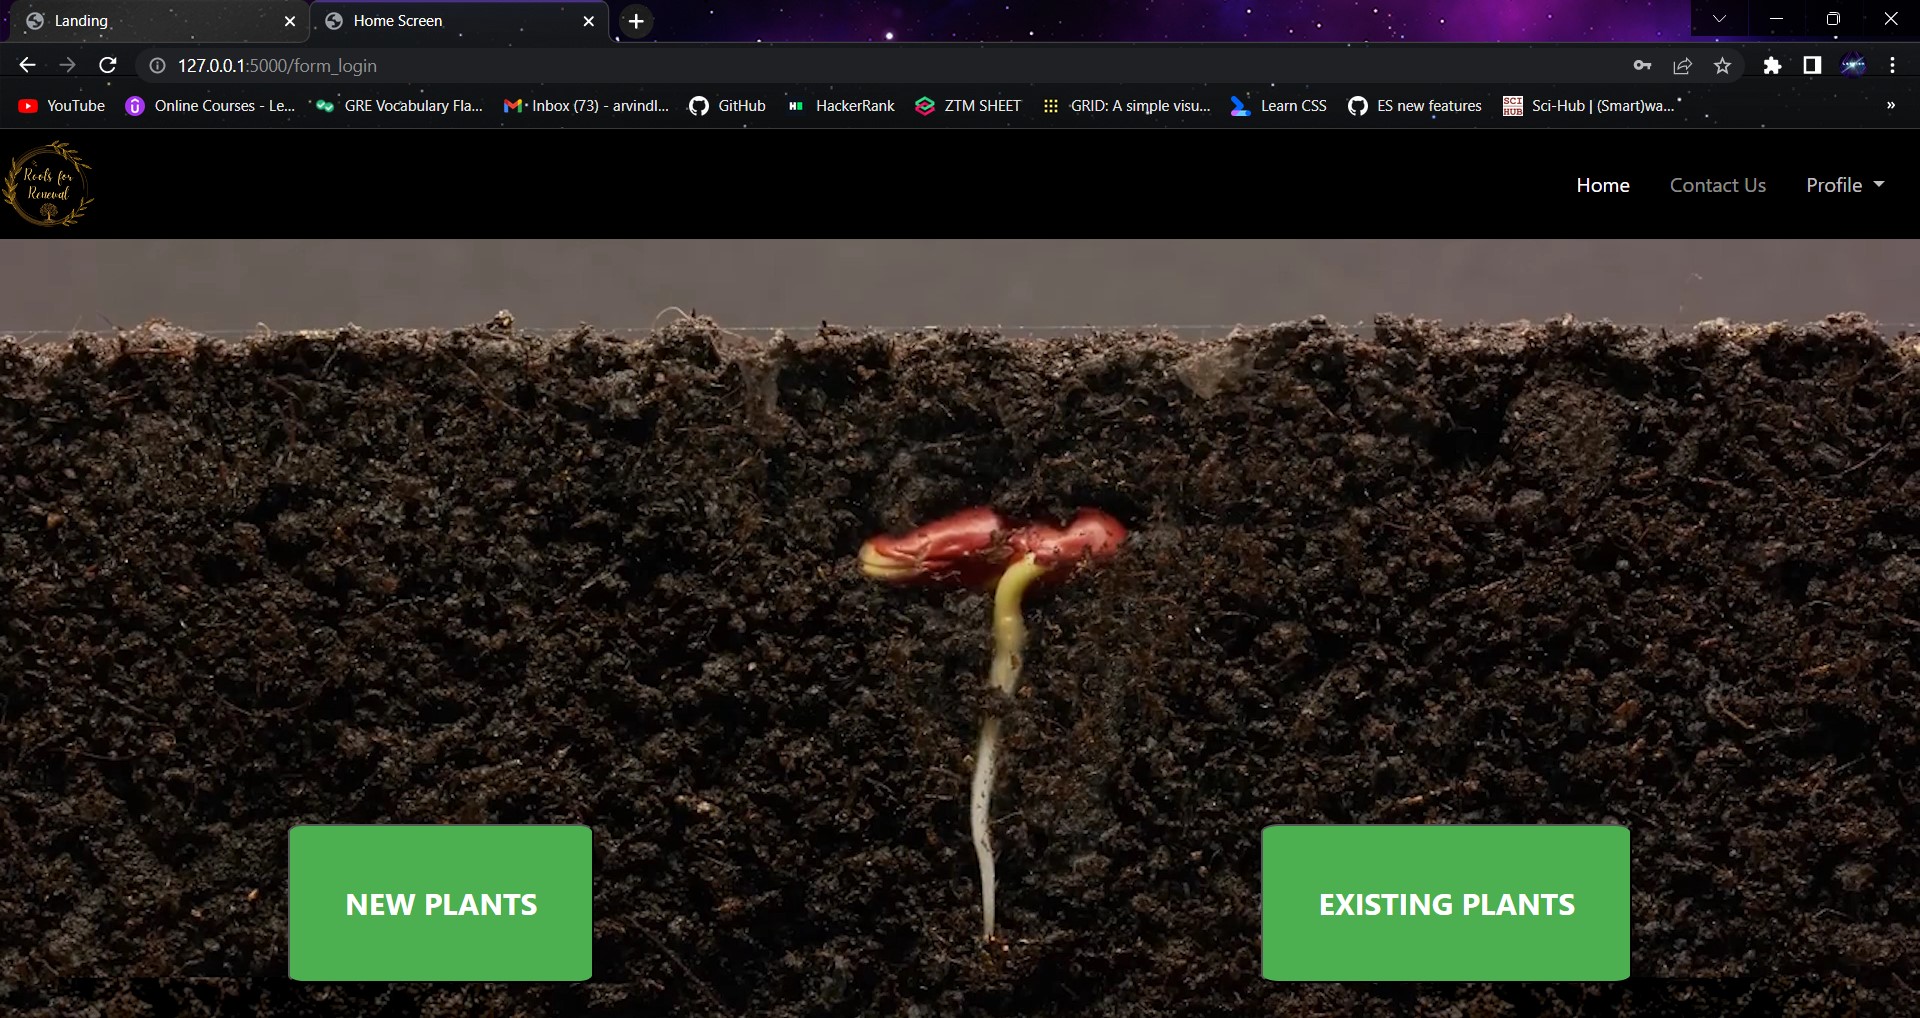 Landing
Home Screen
127.0.0.1:5000/form_login
YouTube
Online Courses - Le...
GRE Vocabulary Fla...
Inbox (73) - arvindl...
GitHub
HackerRank
ZTM SHEET
GRID: A simple visu...
Learn CSS
ES new features
SCI HUB
Sci-Hub | (Smart)wa...
»
Roots for
Renewal
Home
Contact Us
Profile
NEW PLANTS
EXISTING PLANTS